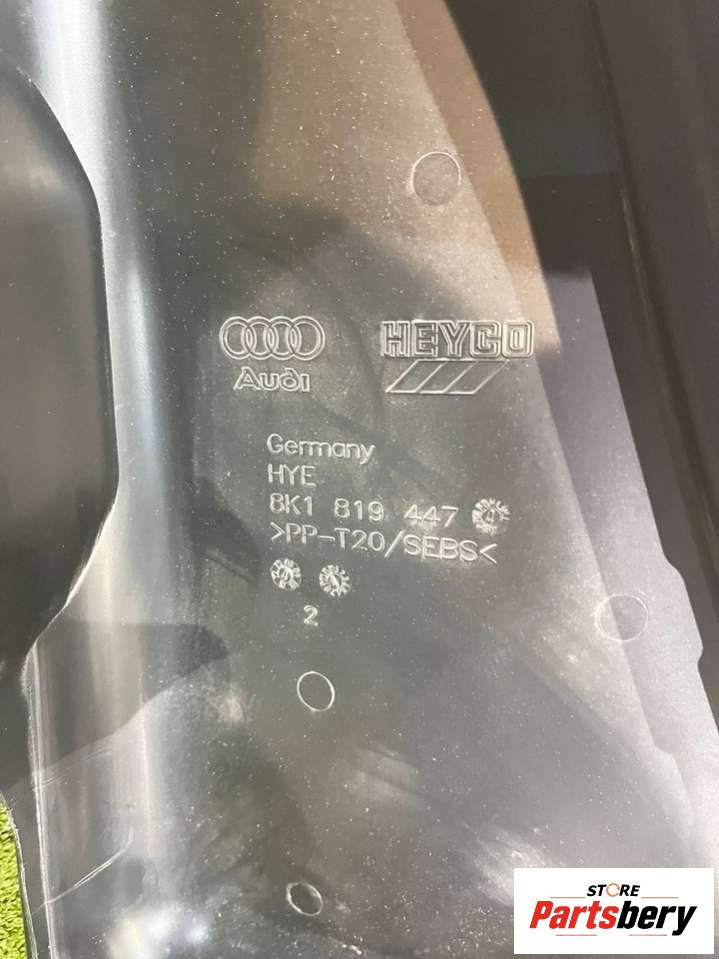 Audi HEYCO
Germany
HYE
8K1 819 447
>PP-T20/SEBS<
2
STORE
Partsbery